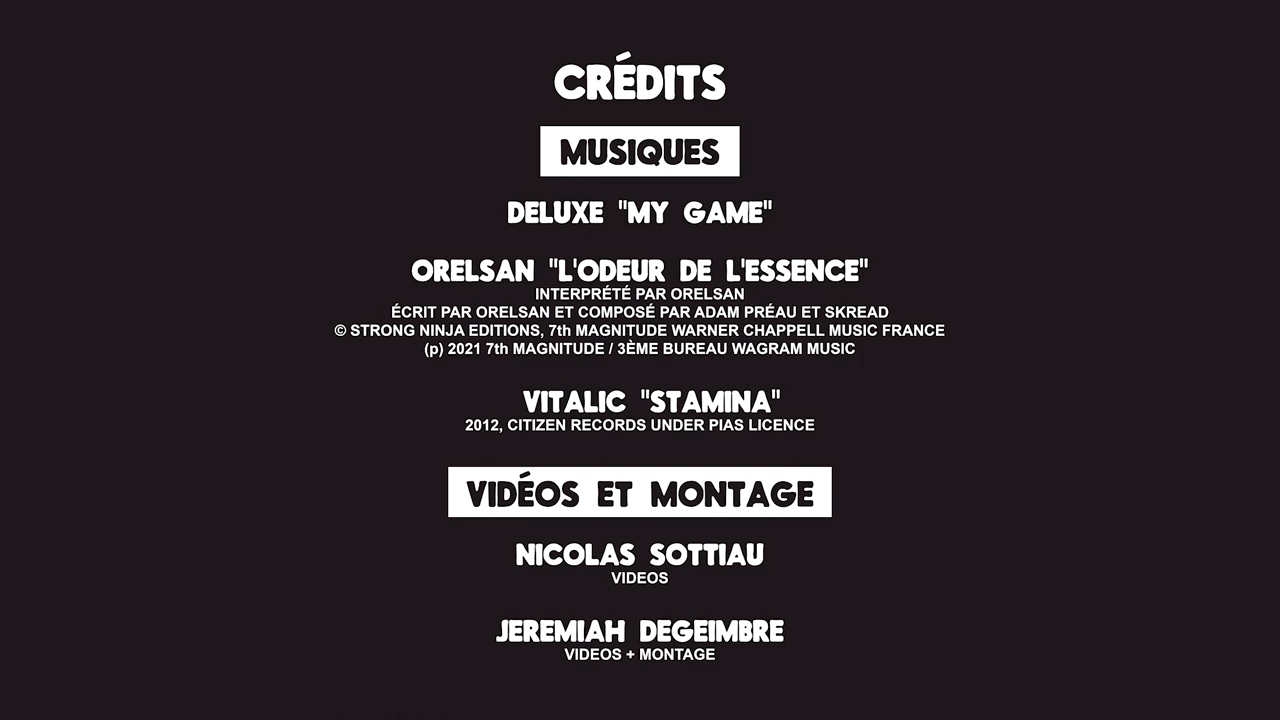 CRÉDITS
MUSIQUES
DELUXE "MY GAME"
ORELSAN "L'ODEUR DE L'ESSENCE"
INTERPRÉTÉ PAR ORELSAN
ÉCRIT PAR ORELSAN ET COMPOSÉ PAR ADAM PRÉAU ET SKREAD
© STRONG NINJA EDITIONS, 7th MAGNITUDE WARNER CHAPPELL MUSIC FRANCE
(p) 2021 7th MAGNITUDE / 3ÈME BUREAU WAGRAM MUSIC
VITALIC "STAMINA"
2012, CITIZEN RECORDS UNDER PIAS LICENCE
VIDÉOS ET MONTAGE
NICOLAS SOTTIAU
VIDEOS
JEREMIAH DEGEIMBRE
VIDEOS + MONTAGE